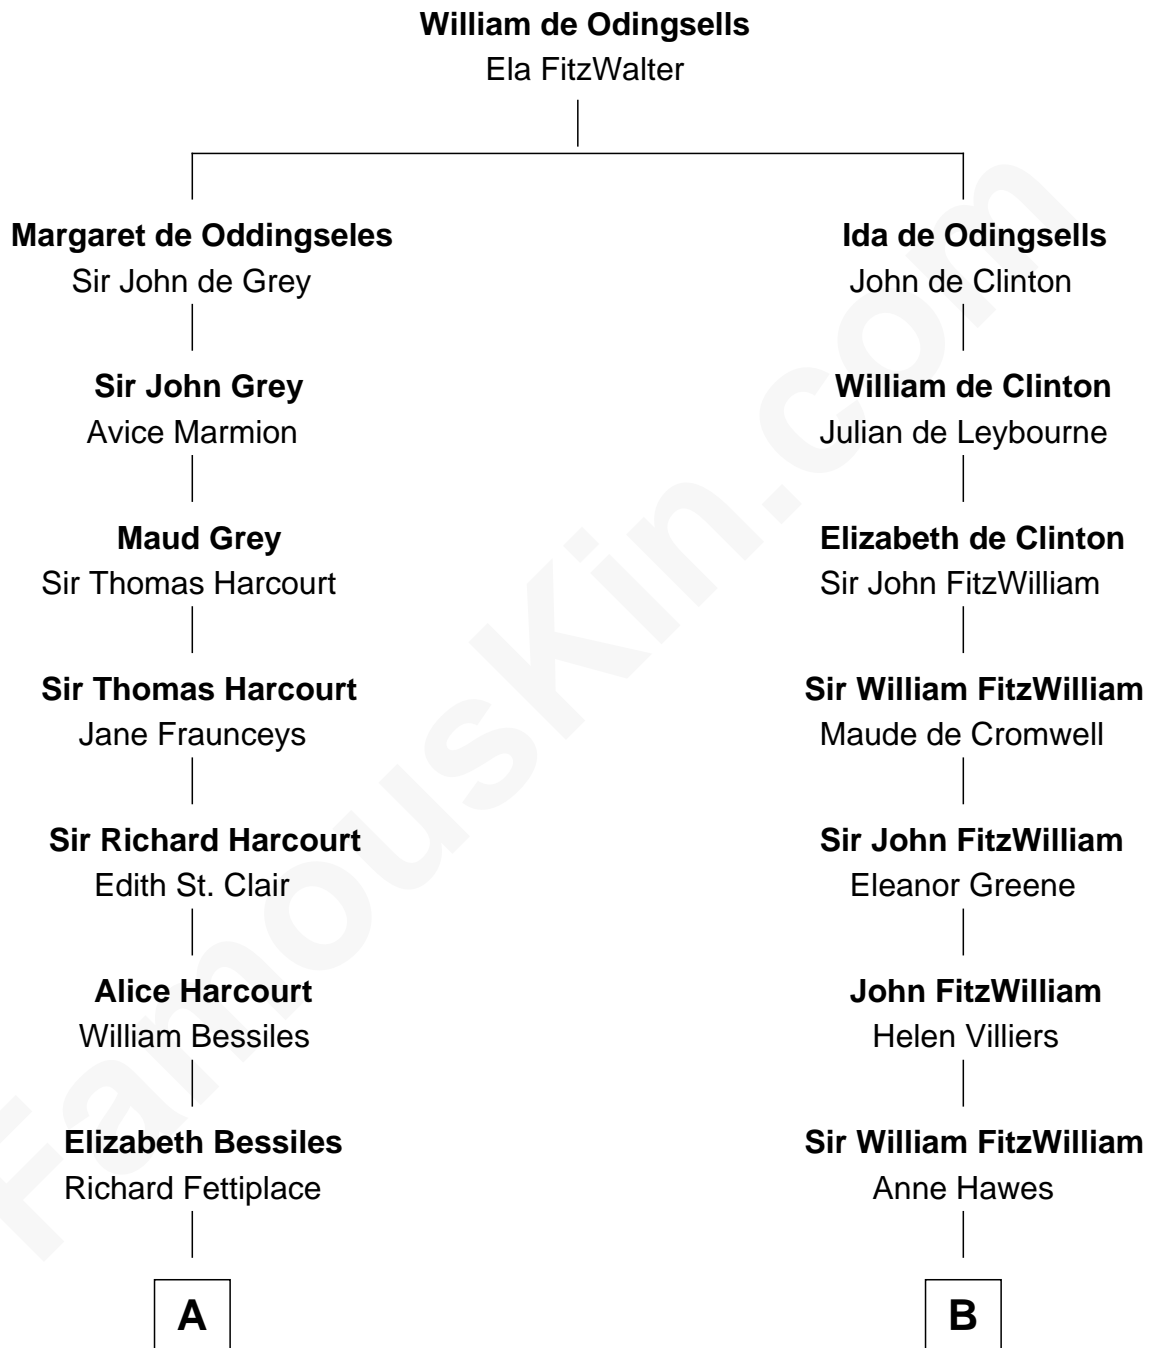 William de Odingsells
Ela FitzWalter
Margaret de Oddingseles
Sir John de Grey
Ida de Odingsells
John de Clinton
Sir John Grey
Avice Marmion
William de Clinton
Julian de Leybourne
Maud Grey
Sir Thomas Harcourt
Elizabeth de Clinton
Sir John FitzWilliam
Sir Thomas Harcourt
Jane Fraunceys
Sir William FitzWilliam
Maude de Cromwell
Sir Richard Harcourt
Edith St. Clair
Sir John FitzWilliam
Eleanor Greene
Alice Harcourt
William Bessiles
John FitzWilliam
Helen Villiers
Elizabeth Bessiles
Richard Fettiplace
Sir William FitzWilliam
Anne Hawes
A
B
FamousKin.com